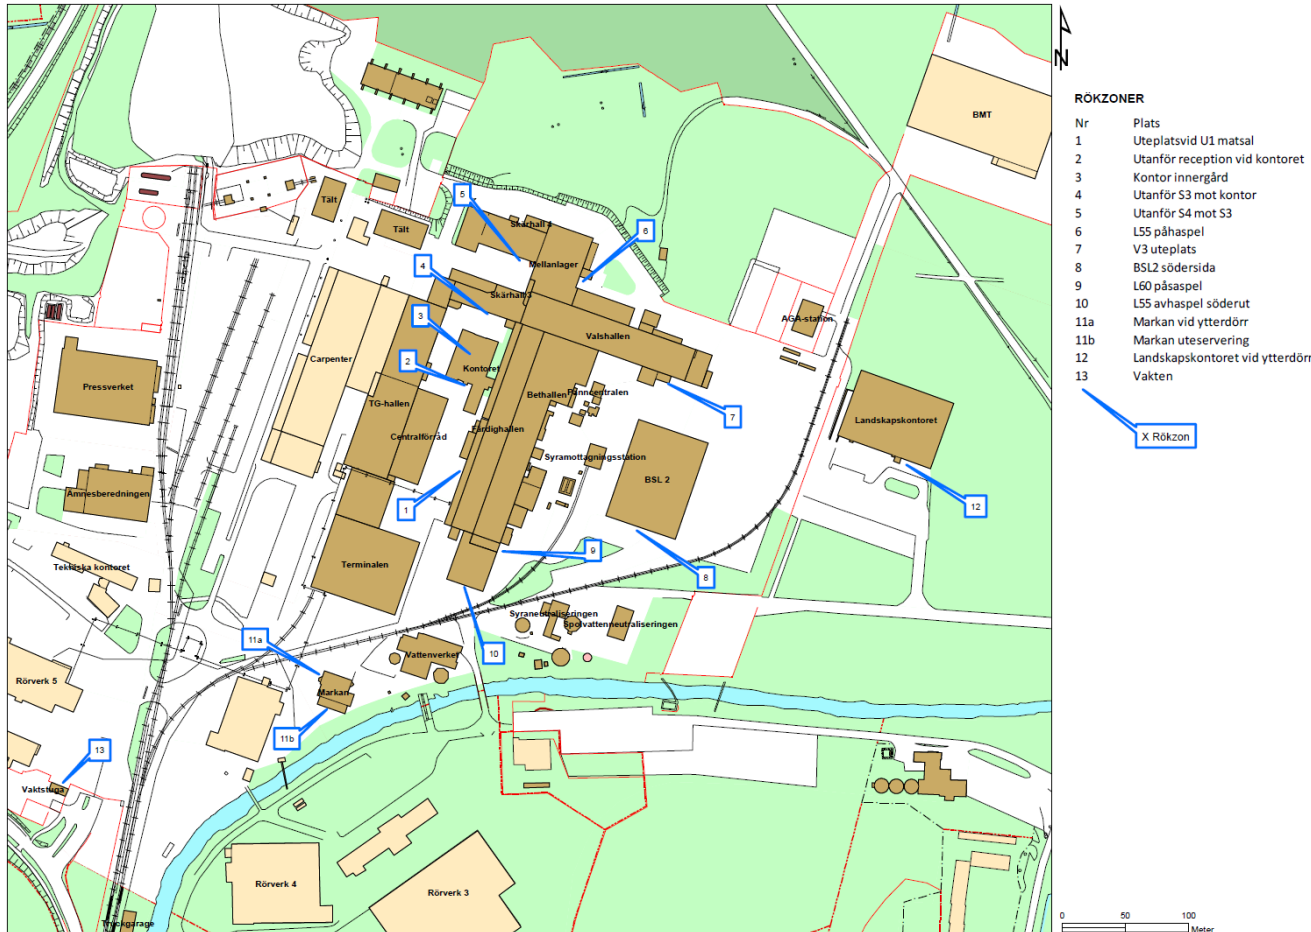 N
RÖKZONER
Nr Plats
1 Uteplatsvid U1 matsal
2 Utanför reception vid kontoret
3 Kontor innergård
4 Utanför S3 mot kontor
5 Utanför S4 mot S3
6 L55 påhaspel
7 V3 uteplats
8 BSL2 södersida
9 L60 påsaspel
10 L55 avhaspel söderut
11a Markan vid ytterdörr
11b Markan uteservering
12 Landskapskontoret vid ytterdörr
13 Vakten
X Rökzon
BMT
Tält
Tält
5
Skärhall 4
6
Mellanlager
4
Skärhall 3
3
Valshallen
AGA-station
Carpenter
Kontoret
2
Pressverket
TG-hallen
Bethallen
Panncentralen
7
Landskapskontoret
Centralförråd
Färdighallen
Syramottagningsstation
BSL 2
Ämnesberedningen
1
12
9
Terminalen
Tekniska kontoret
8
Syraneutraliseringen
Spolvattenneutraliseringen
11a
10
Vattenverket
Rörverk 5
Markan
11b
13
Vaktstuga
Rörverk 4
Rörverk 3
Truckgarage
0 50 100
Meter